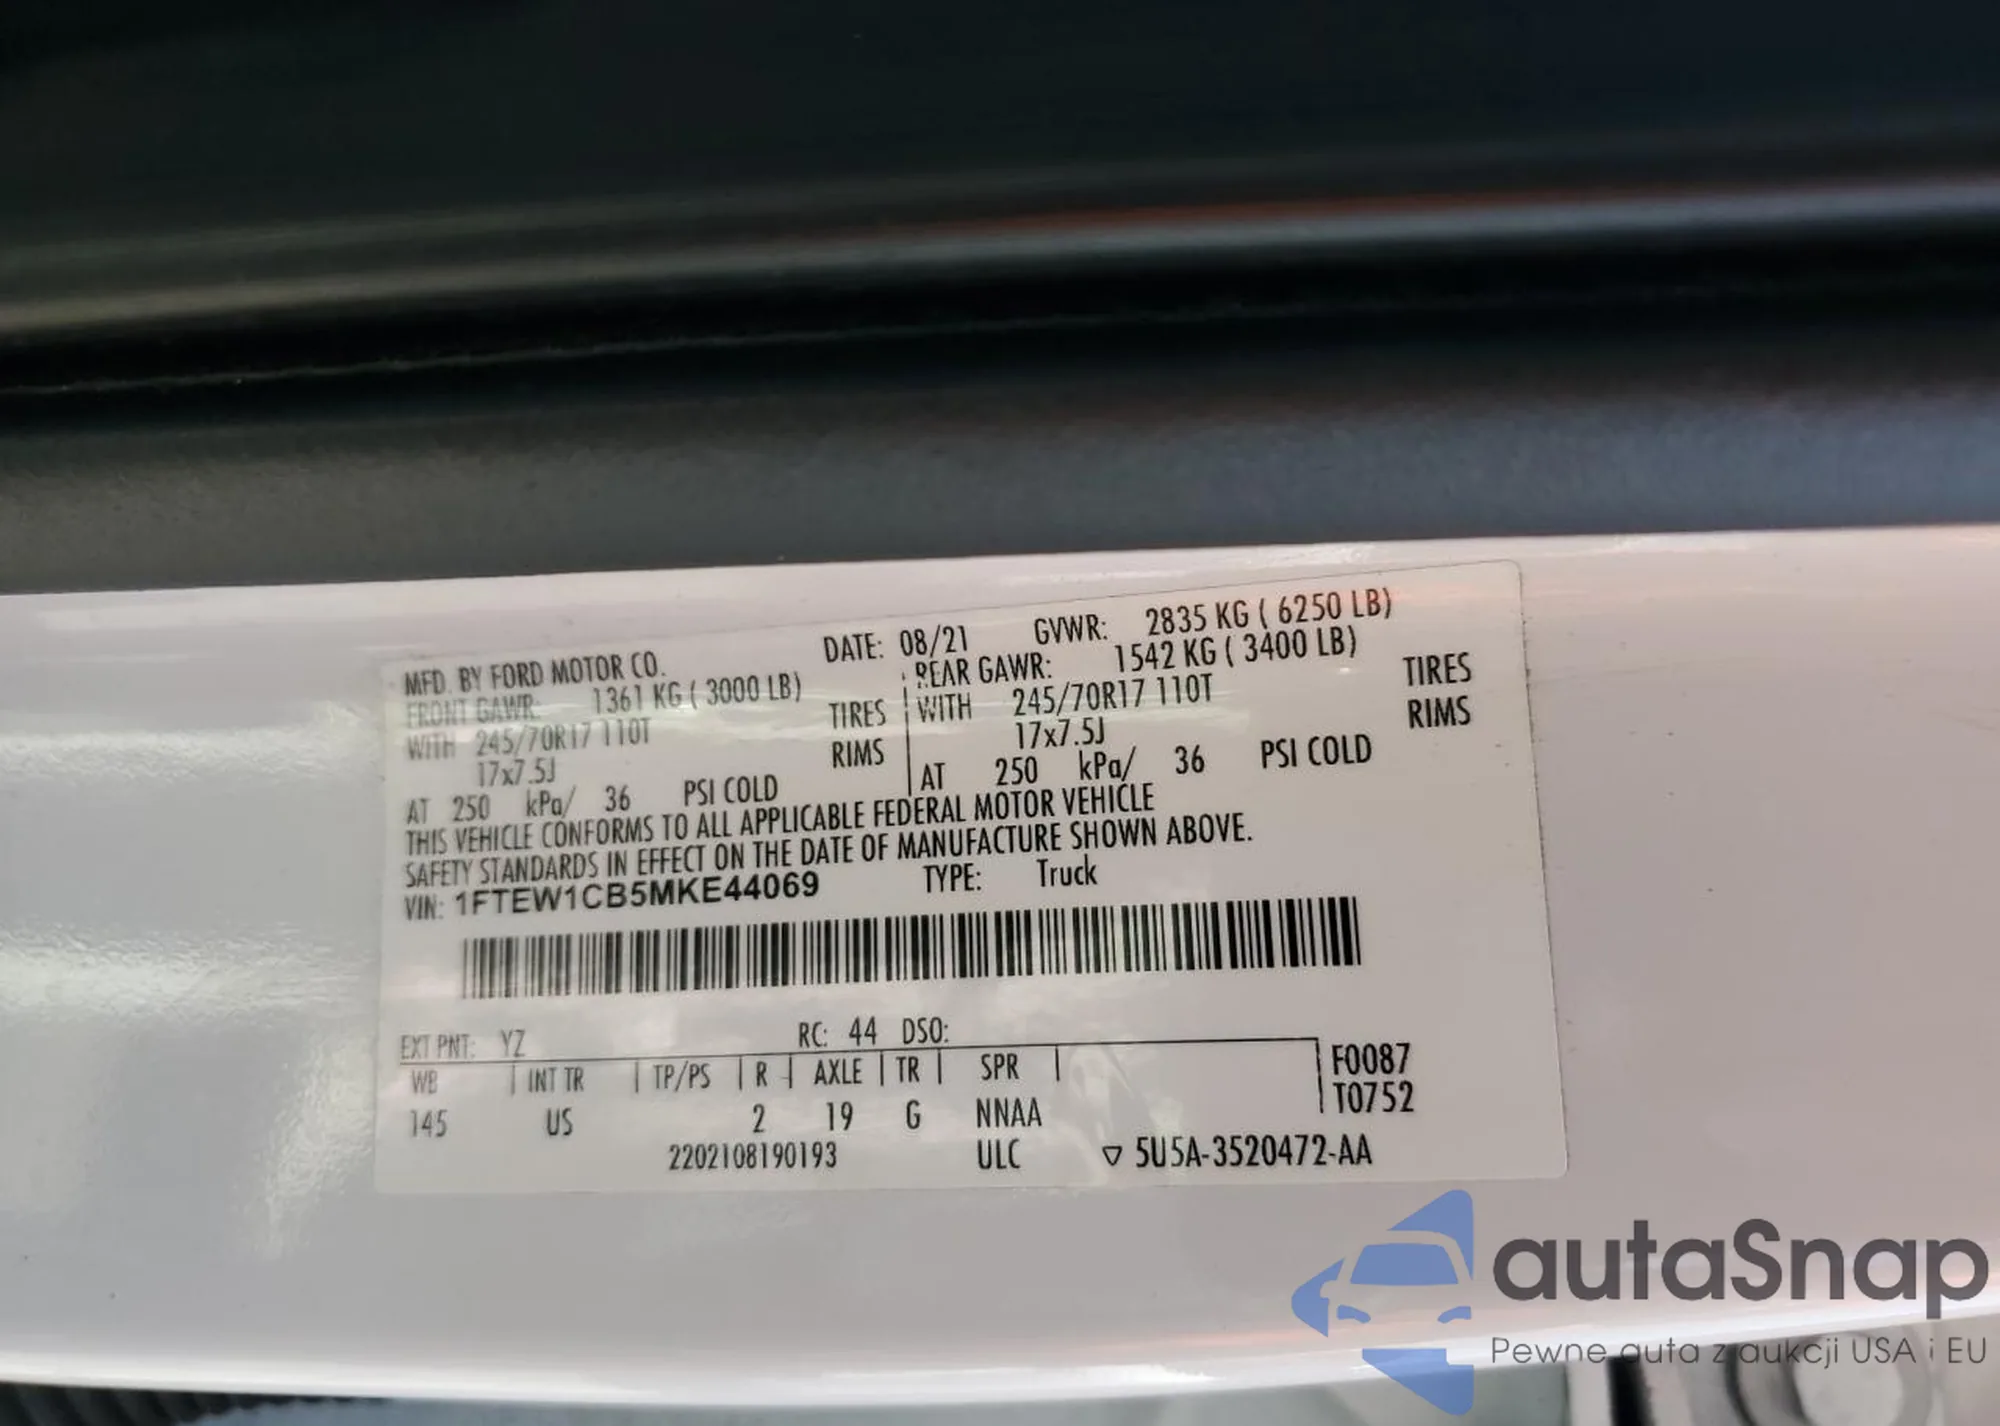 MFD. BY FORD MOTOR CO. DATE: 08/21 GVWR: 2835 KG ( 6250 LB)
FRONT GAWR: 1361 KG ( 3000 LB) REAR GAWR: 1542 KG ( 3400 LB)
WITH 245/70R17 110T TIRES WITH 245/70R17 110T TIRES
17x7.5J RIMS 17x7.5J RIMS
AT 250 kPa/ 36 PSI COLD AT 250 kPa/ 36 PSI COLD
THIS VEHICLE CONFORMS TO ALL APPLICABLE FEDERAL MOTOR VEHICLE
SAFETY STANDARDS IN EFFECT ON THE DATE OF MANUFACTURE SHOWN ABOVE.
VIN: 1FTEW1CB5MKE44069 TYPE: Truck
EXT PNT: YZ RC: 44 DSO:
WB | INT TR | TP/PS | R | AXLE | TR | SPR | F0087
145 US 2 19 G NNAA T0752
2202108190193 ULC ▽ 5U5A-3520472-AA
autaSnap
Pewne auta z aukcji USA i EU